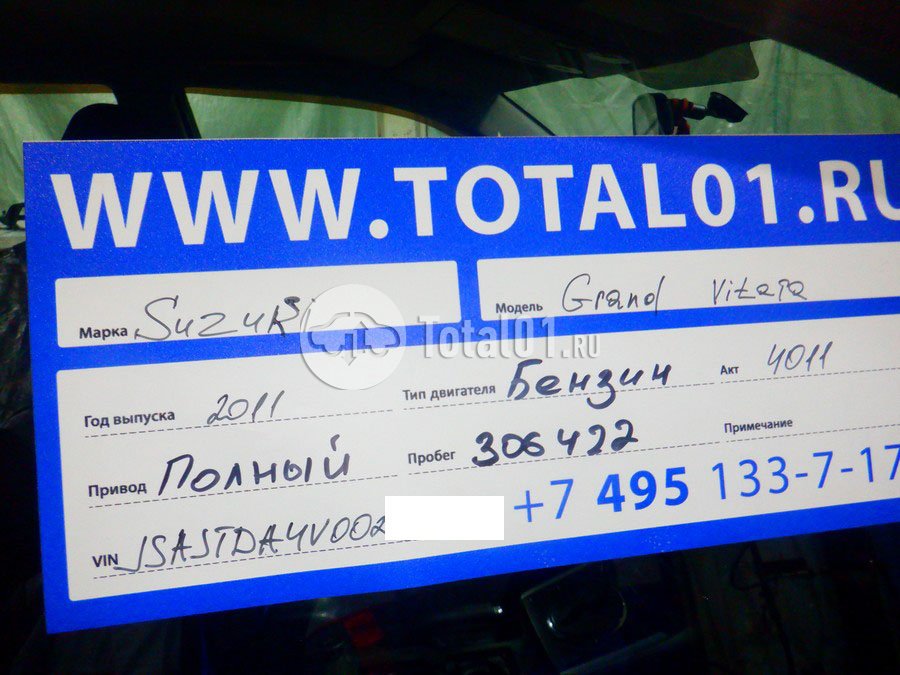 WWW.TOTAL01.RU
Марка Suzuki Модель Grand Vitara
Total01.RU
Год выпуска 2011 Тип двигателя Бензин Акт 4011
Привод Полный Пробег 306422 Примечание
VIN JSAJTDA4V002 +7 495 133-7-17